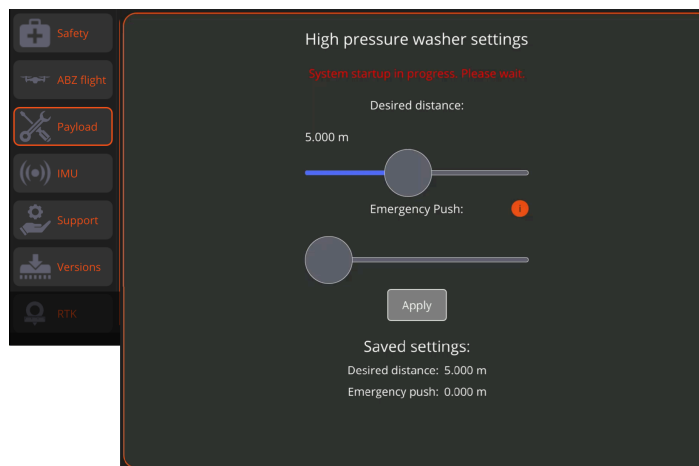 Safety
ABZ flight
Payload
IMU
Support
Versions
RTK
High pressure washer settings
System startup in progress. Please wait.
Desired distance:
5.000 m
Emergency Push:
i
Apply
Saved settings:
Desired distance: 5.000 m
Emergency push: 0.000 m